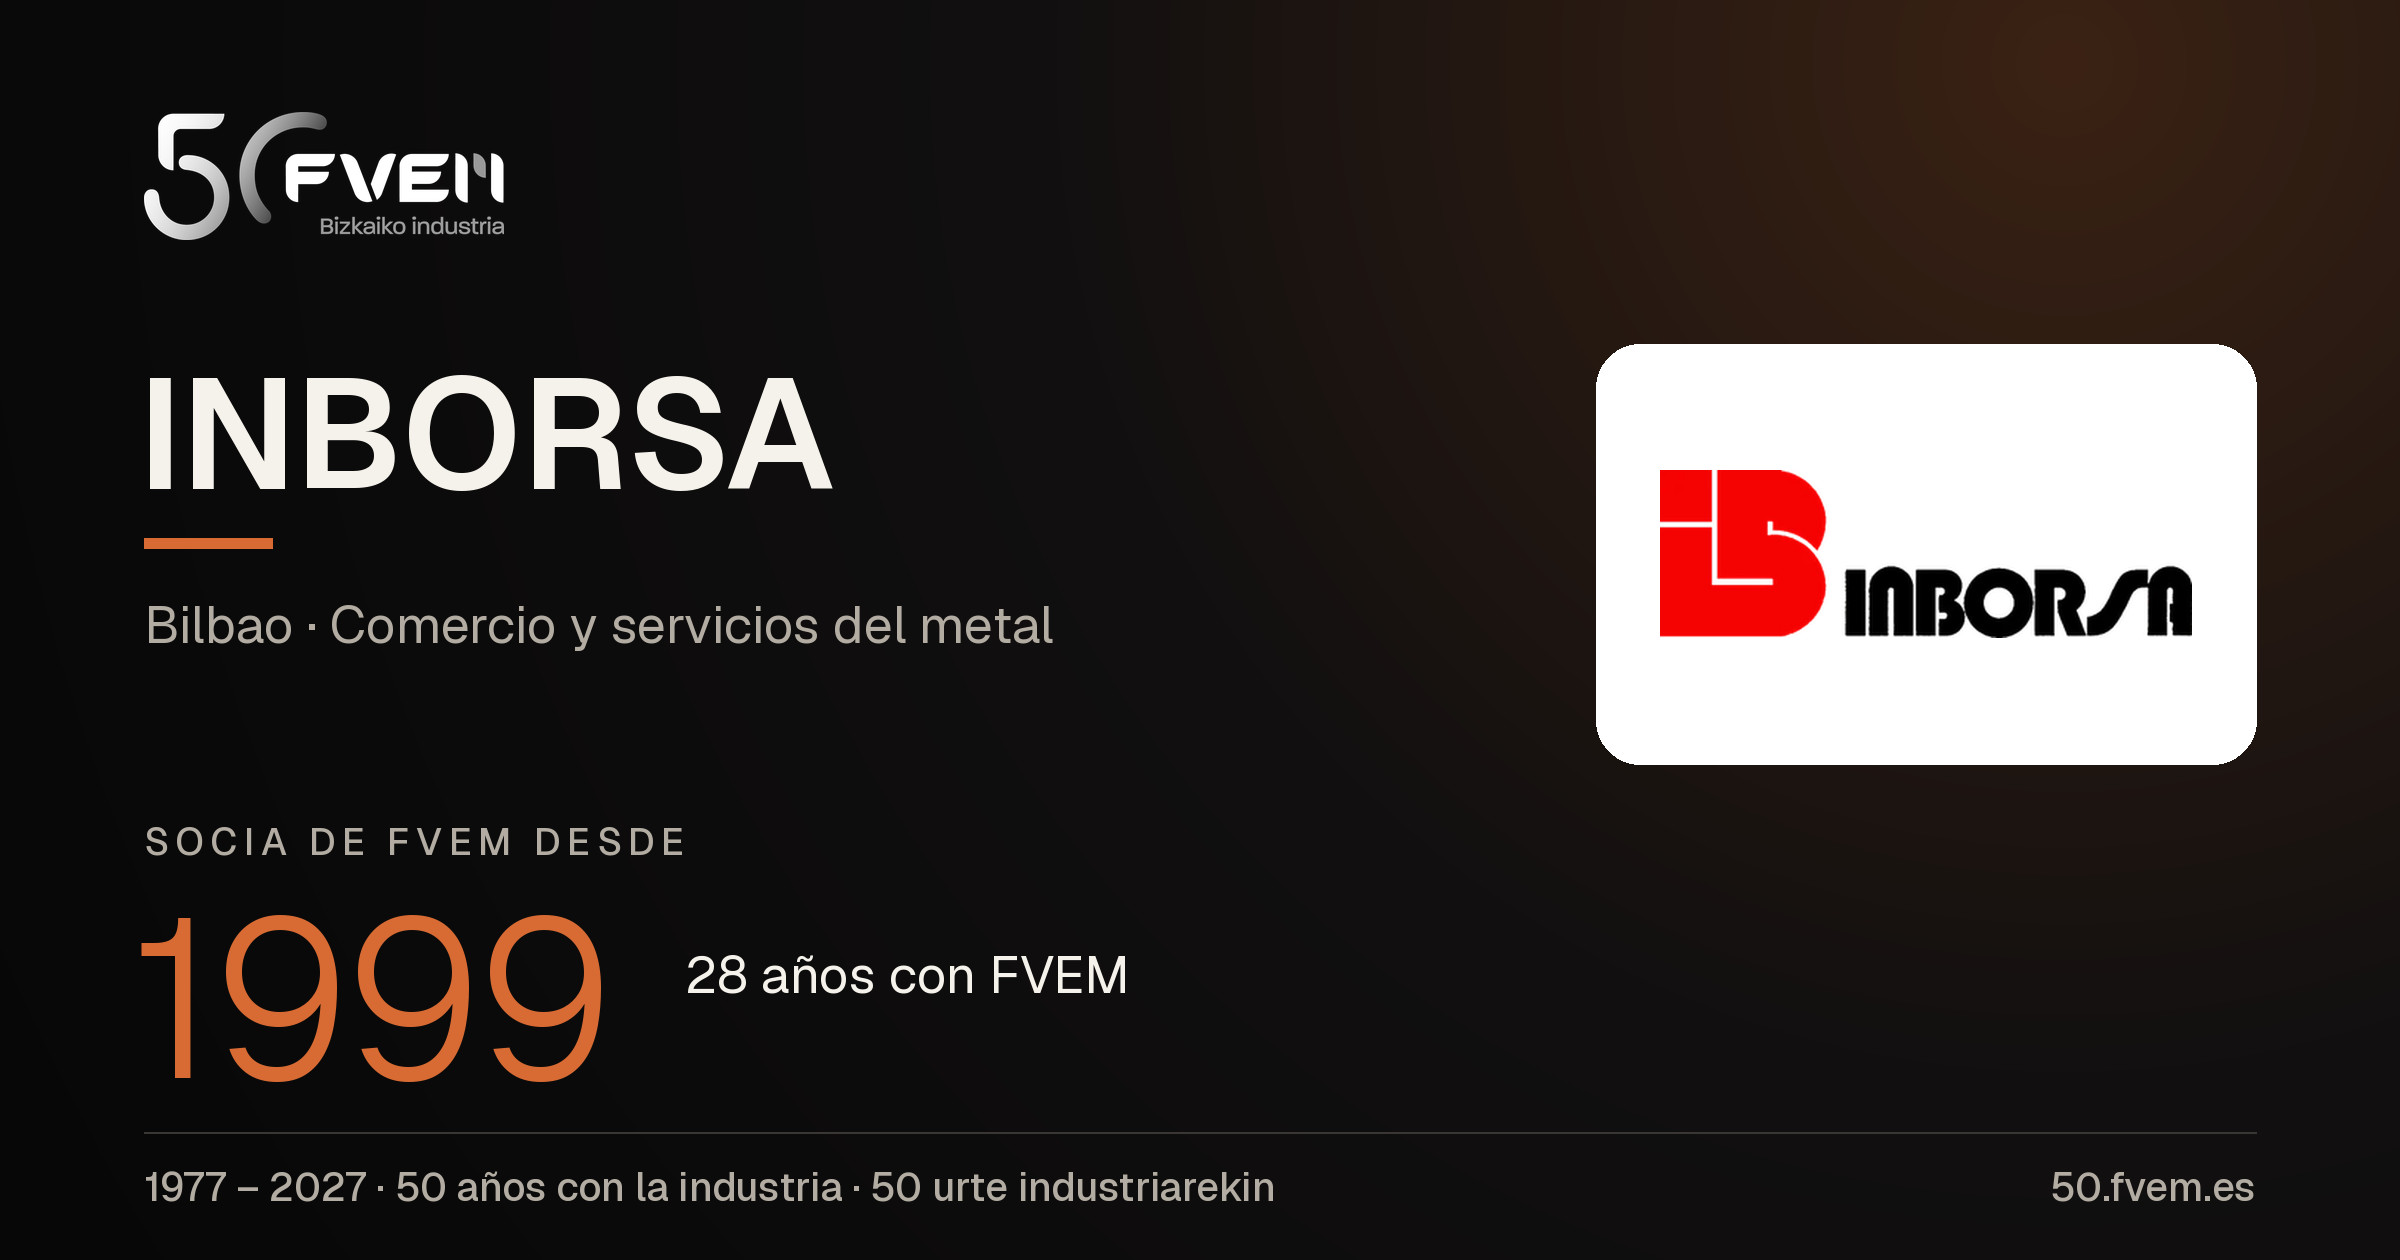 50 FVEM
Bizkaiko industria
INBORSA
Bilbao · Comercio y servicios del metal
iB INBORSA
SOCIA DE FVEM DESDE
1999
28 años con FVEM
1977 – 2027 · 50 años con la industria · 50 urte industriarekin
50.fvem.es